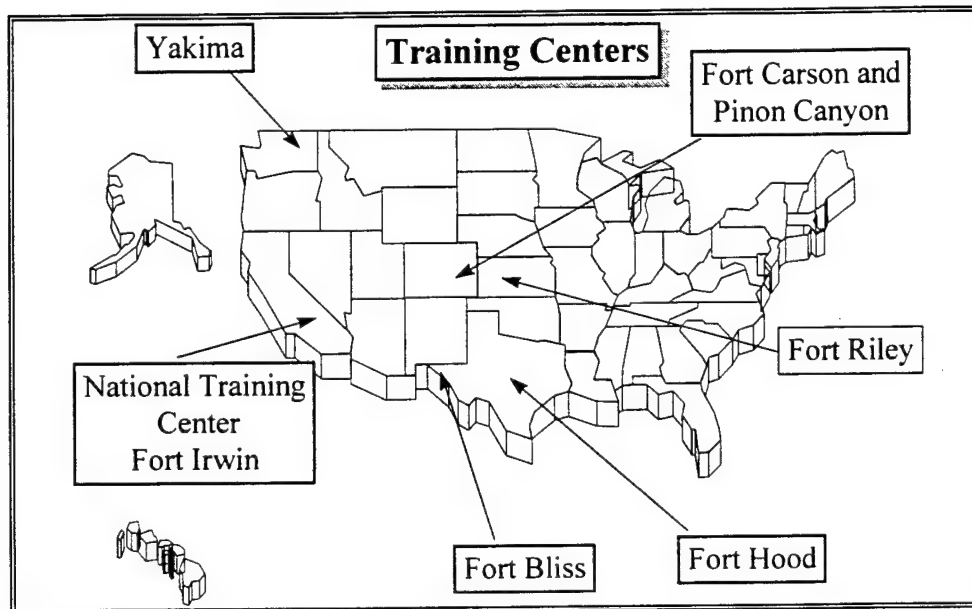 Yakima
Training Centers
Fort Carson and
Pinon Canyon
Fort Riley
National Training
Center
Fort Irwin
Fort Bliss
Fort Hood